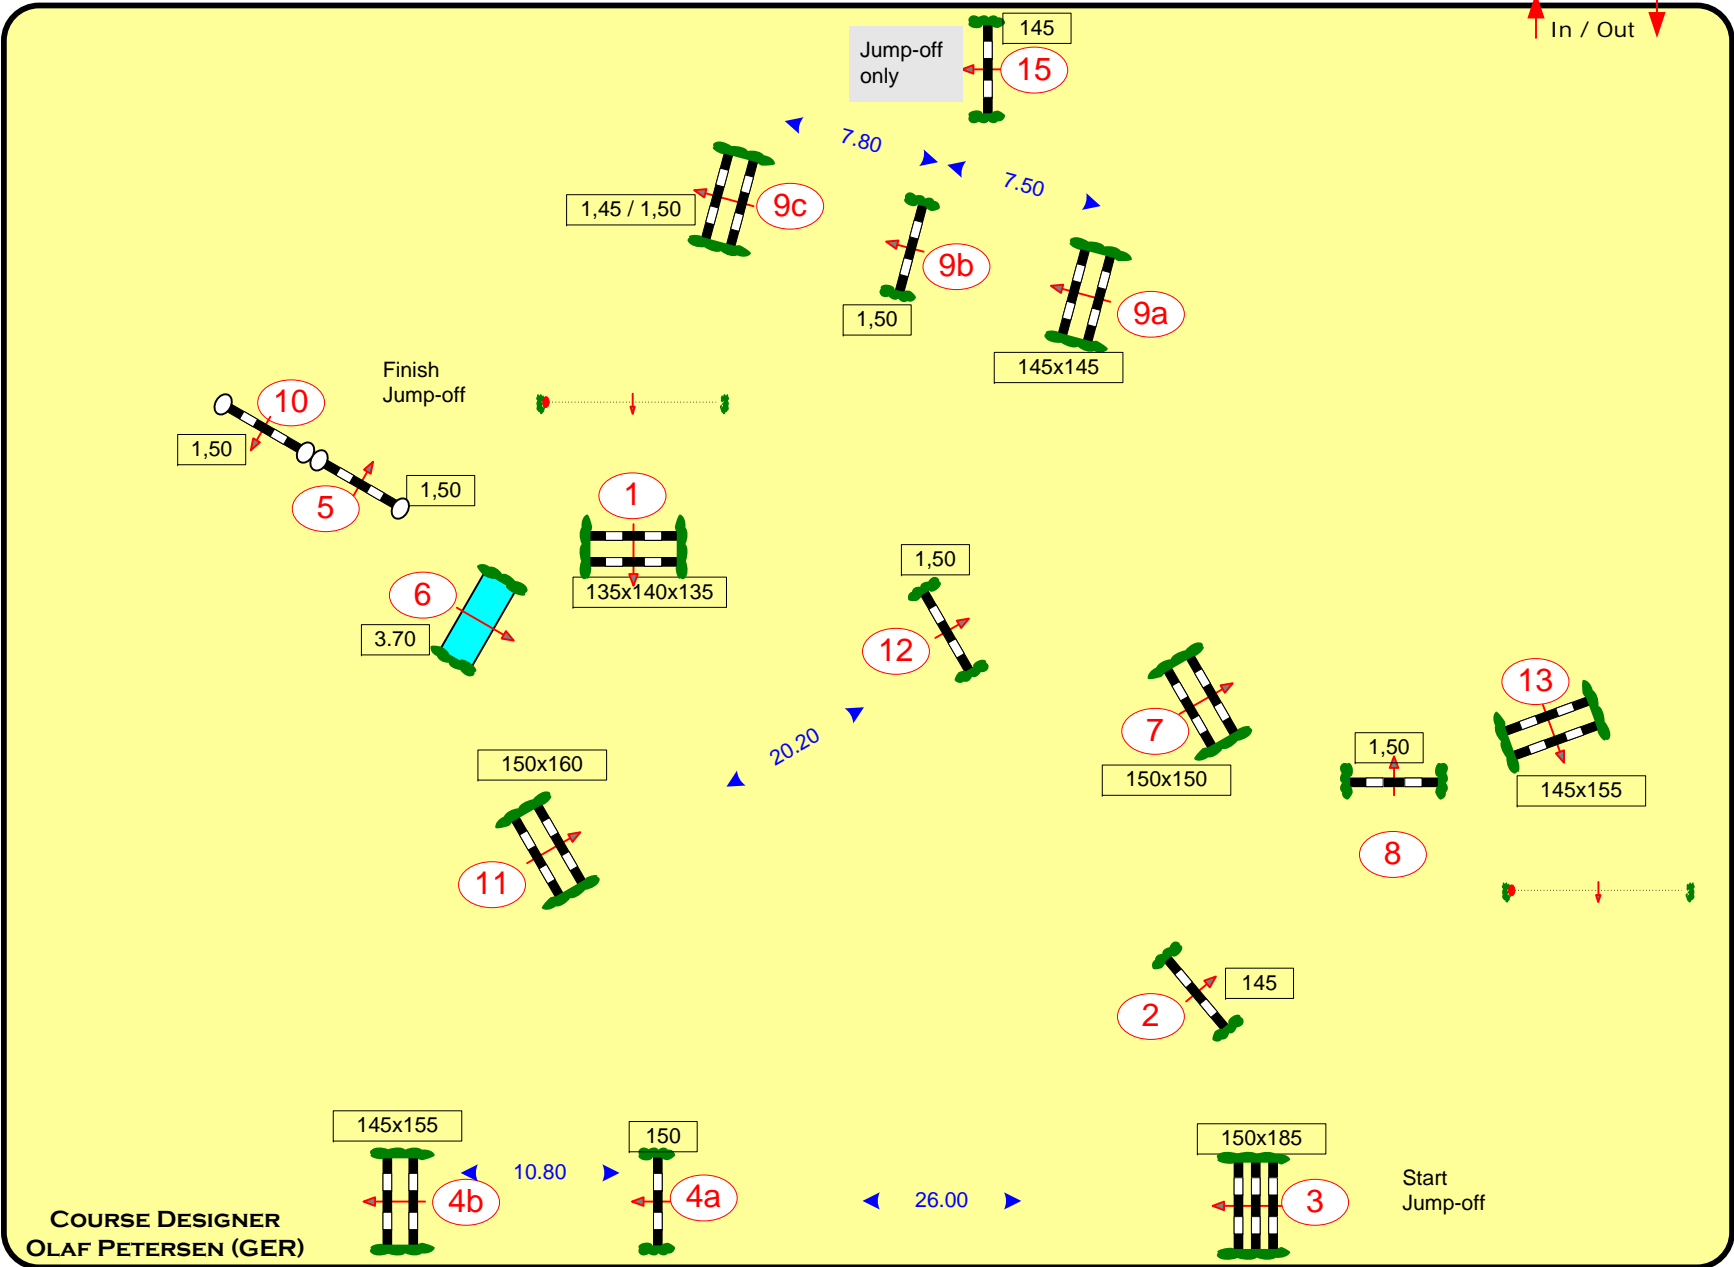 In / Out
145
Jump-off
only
15
7.80
7.50
1,45 / 1,50
9c
9b
1,50
9a
145x145
Finish
Jump-off
10
1,50
5
1,50
1
135x140x135
6
3.70
1,50
12
20.20
150x160
11
7
150x150
13
1,50
145x155
8
2
145
145x155
10.80
4b
150
4a
26.00
150x185
3
Start
Jump-off
COURSE DESIGNER
OLAF PETERSEN (GER)